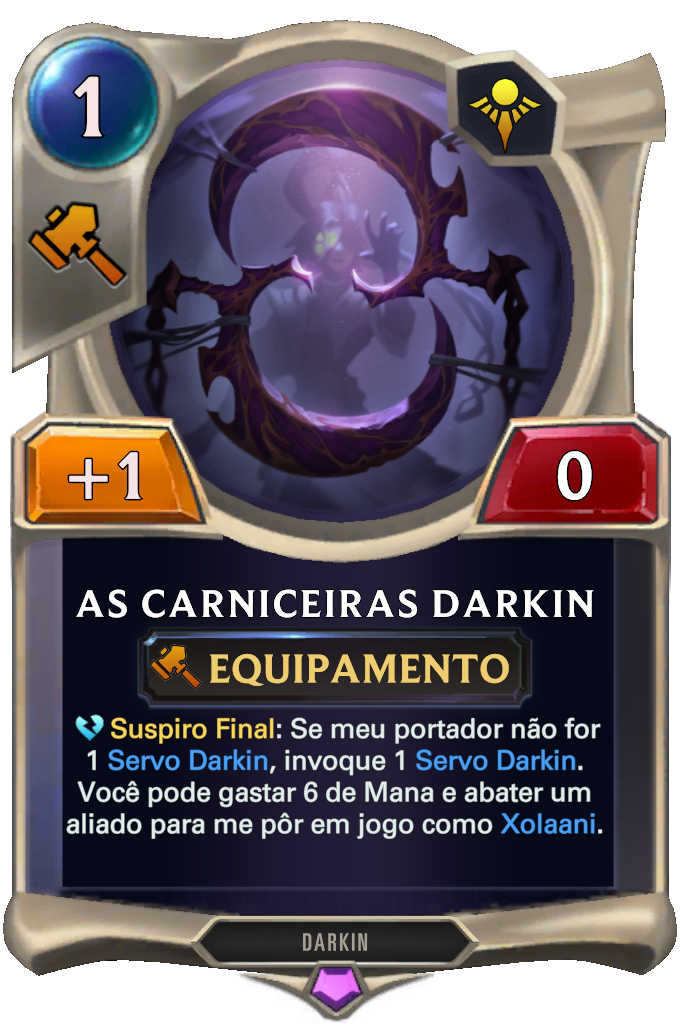 1
+1
0
AS CARNICEIRAS DARKIN
EQUIPAMENTO
Suspiro Final: Se meu portador não for
1 Servo Darkin, invoque 1 Servo Darkin.
Você pode gastar 6 de Mana e abater um
aliado para me pôr em jogo como Xolaani.
DARKIN